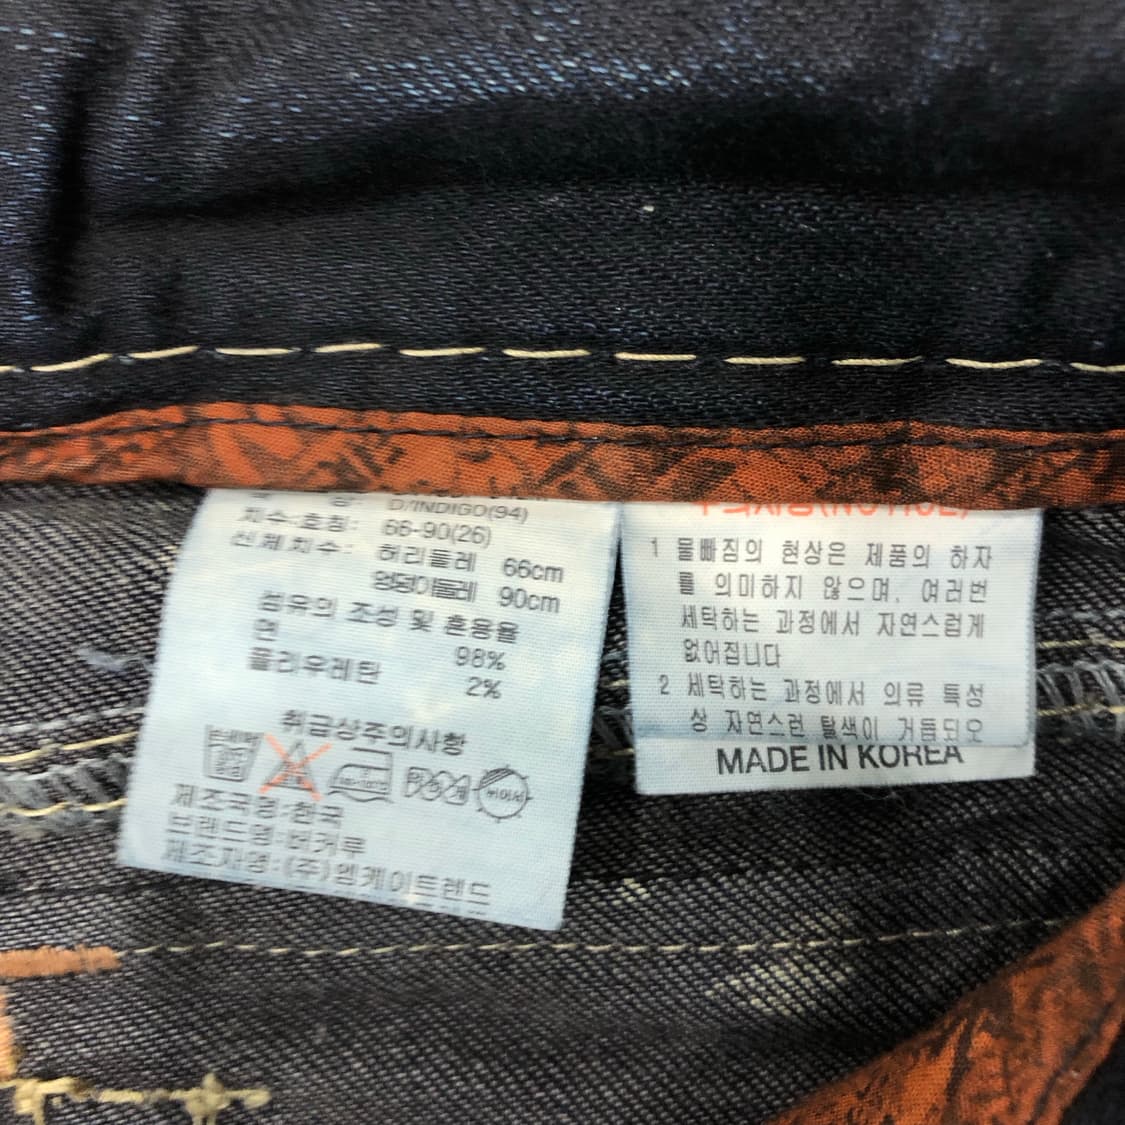 D/INDIGO(94)
치수·호칭: 66-90(26)
신체치수: 허리둘레 66cm
엉덩이둘레 90cm
섬유의 조성 및 혼용율
면 98%
폴리우레탄 2%
취급상주의사항
제조국명:한국
브랜드명:버커루
제조자명:(주)엠케이트렌드
주의사항(NOTICE)
1 물빠짐의 현상은 제품의 하자
를 의미하지 않으며, 여러번
세탁하는 과정에서 자연스럽게
없어집니다
2 세탁하는 과정에서 의류 특성
상 자연스런 탈색이 거듭되오
MADE IN KOREA